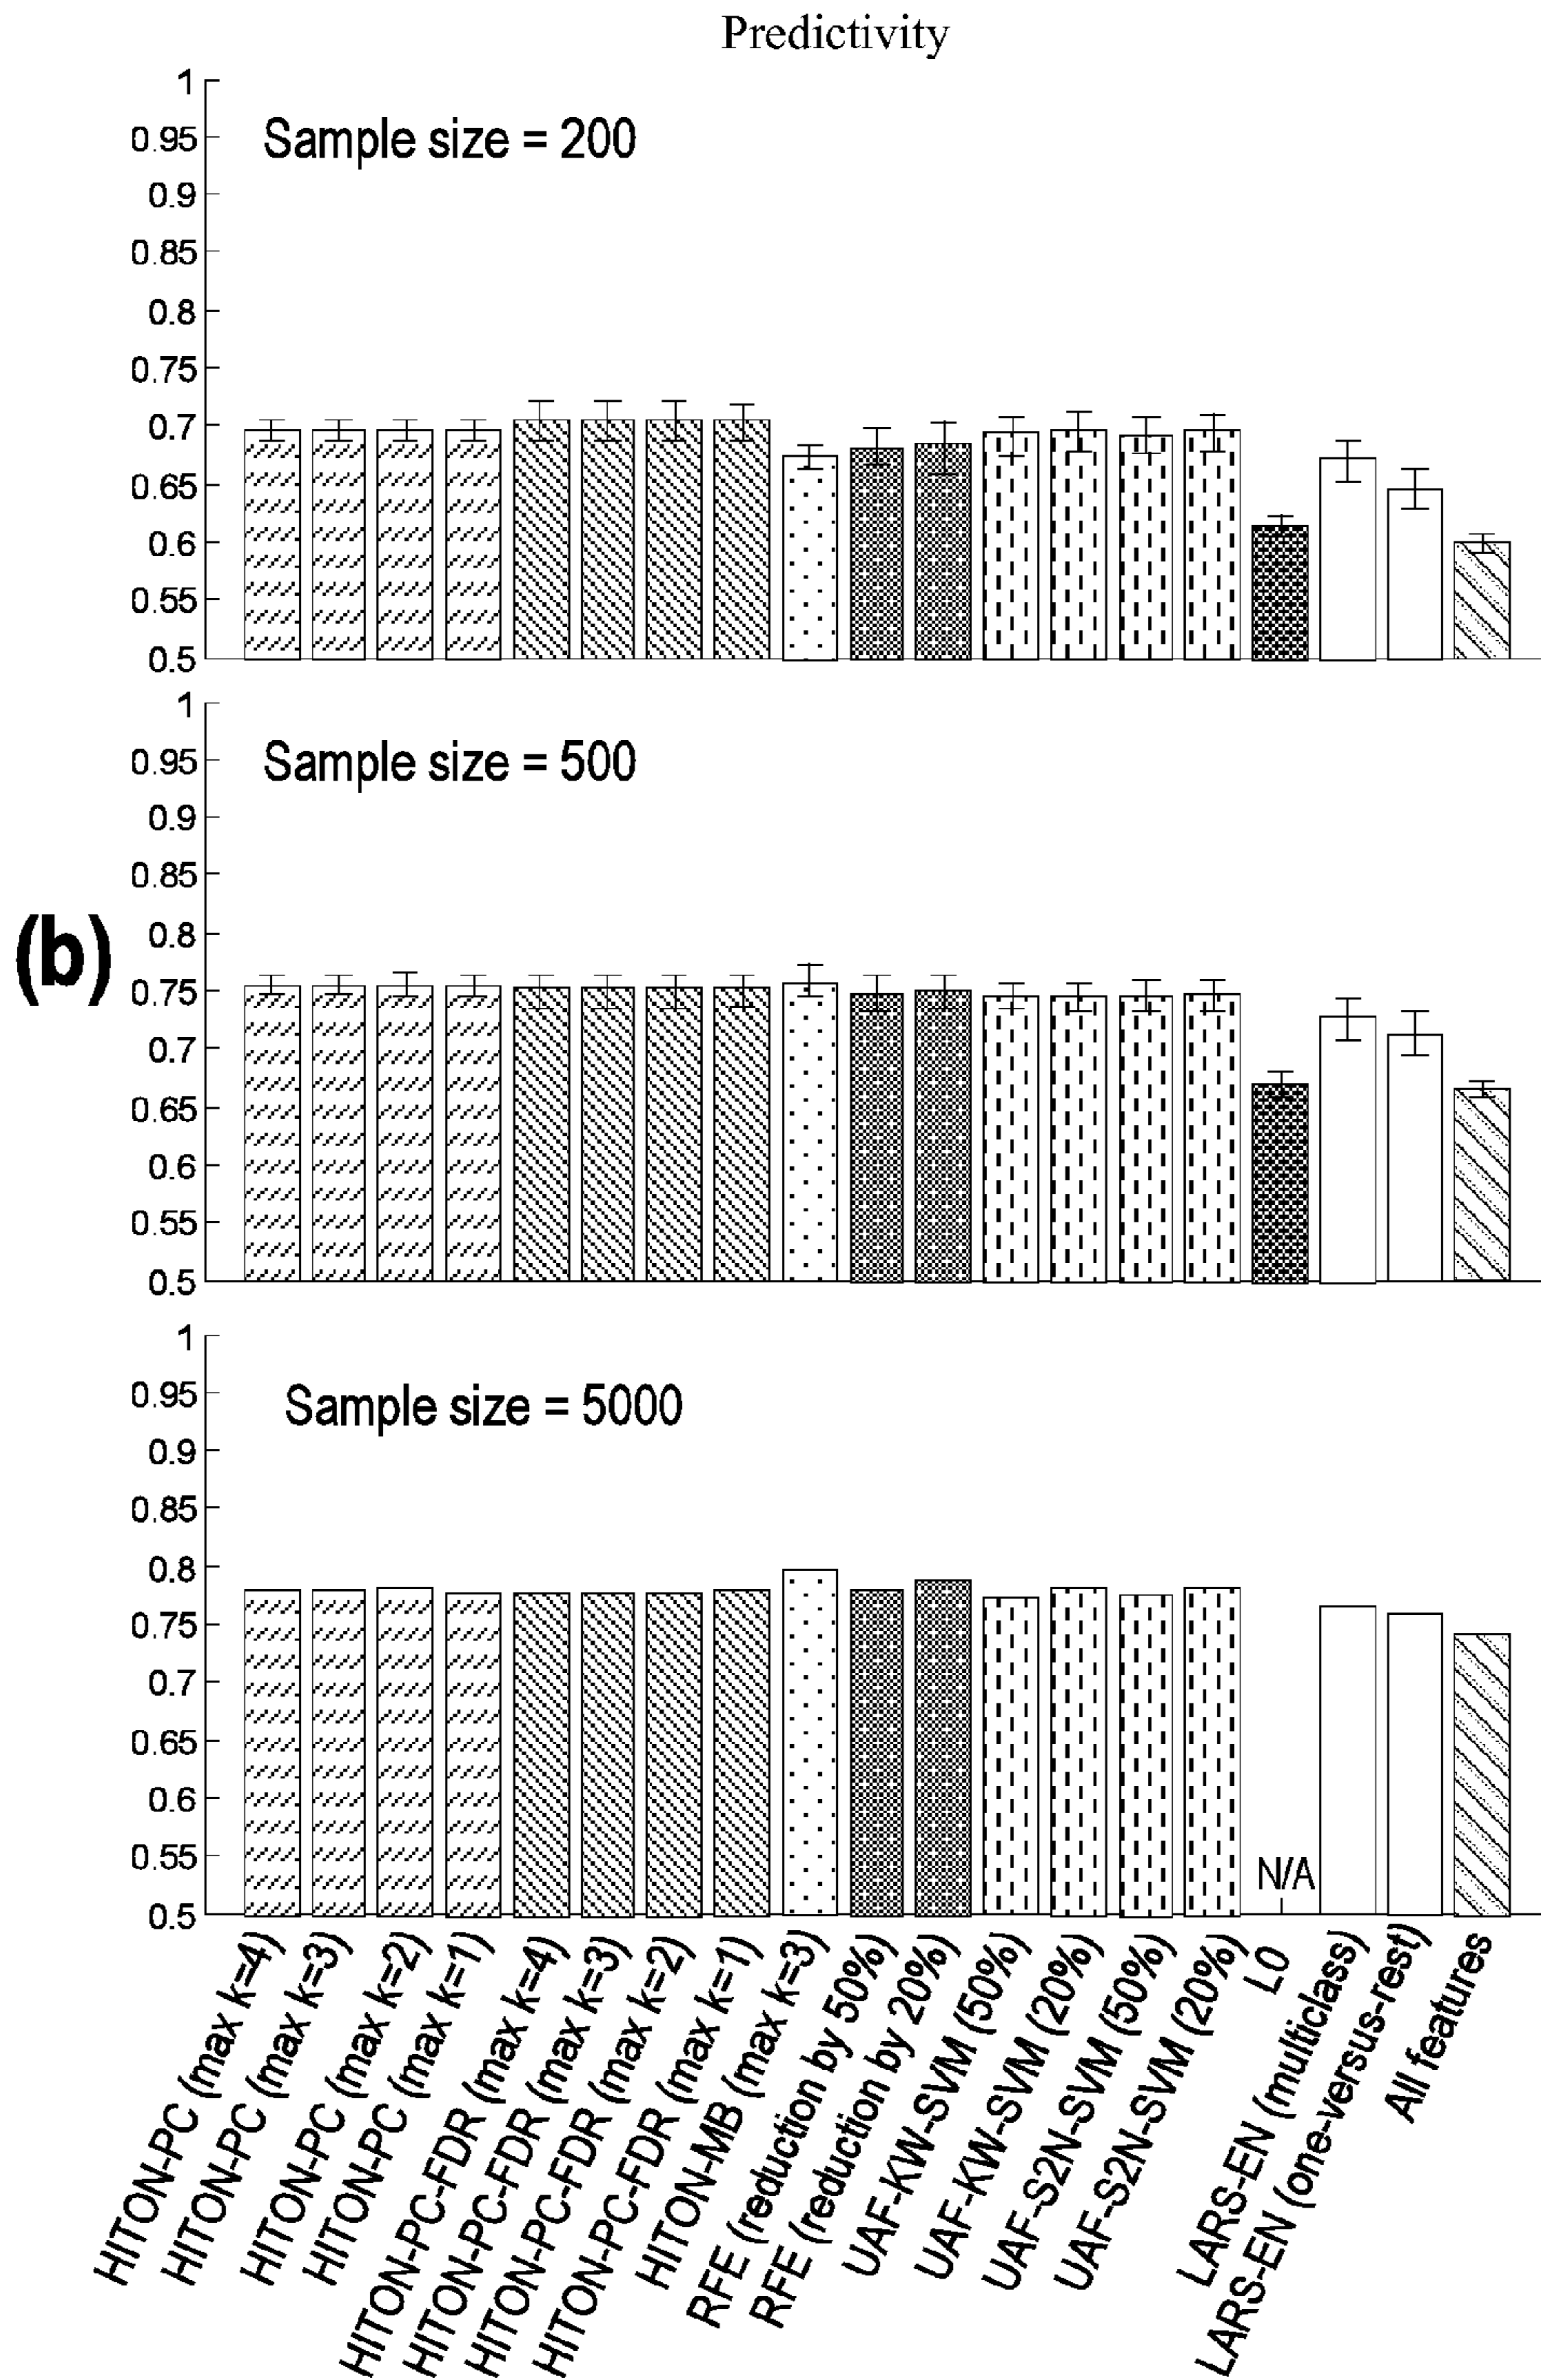 Predictivity
1
0.95
0.9
0.85
0.8
0.75
0.7
0.65
0.6
0.55
0.5
Sample size = 200
1
0.95
0.9
0.85
0.8
0.75
0.7
0.65
0.6
0.55
0.5
Sample size = 500
(b)
1
0.95
0.9
0.85
0.8
0.75
0.7
0.65
0.6
0.55
0.5
Sample size = 5000
N/A
HITON-PC (max k=4)
HITON-PC (max k=3)
HITON-PC (max k=2)
HITON-PC (max k=1)
HITON-PC-FDR (max k=4)
HITON-PC-FDR (max k=3)
HITON-PC-FDR (max k=2)
HITON-PC-FDR (max k=1)
HITON-MB (max k=3)
RFE (reduction by 50%)
RFE (reduction by 20%)
UAF-KW-SVM (50%)
UAF-KW-SVM (20%)
UAF-S2N-SVM (50%)
UAF-S2N-SVM (20%)
L0
LARS-EN (multiclass)
LARS-EN (one-versus-rest)
All features